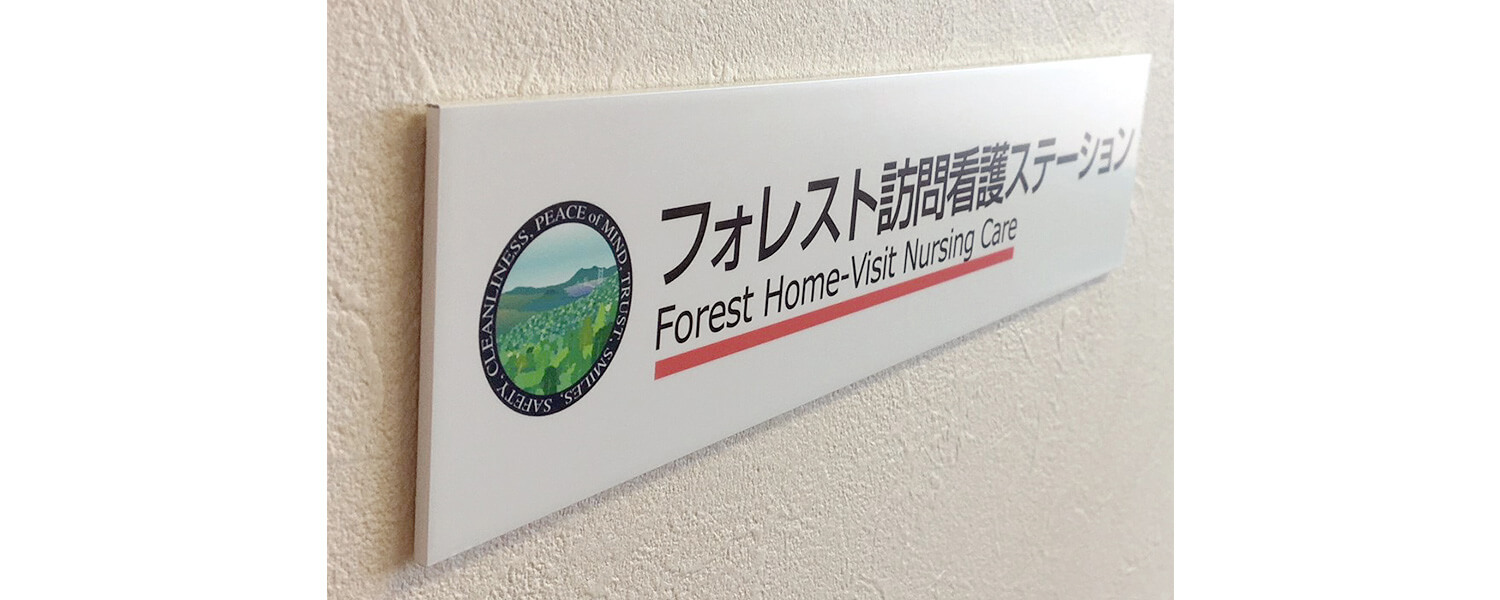 SAFETY, CLEANLINESS, PEACE of MIND, TRUST, SMILES,
フォレスト訪問看護ステーション
Forest Home-Visit Nursing Care